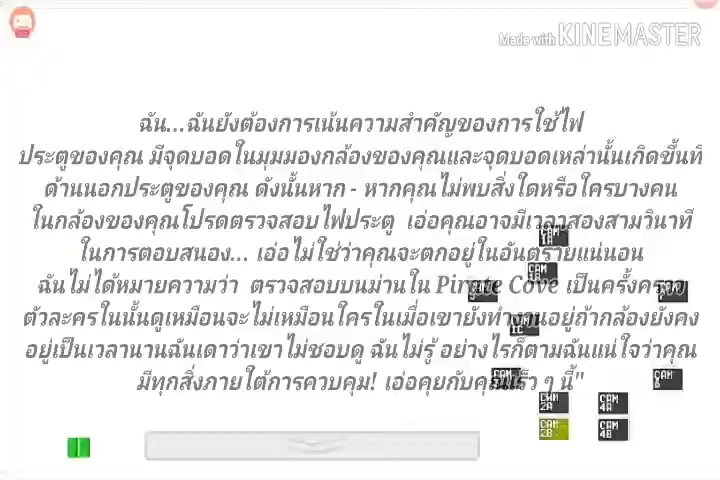 Made with KINEMASTER
ฉัน...ฉันยังต้องการเน้นความสำคัญของการใช้ไฟ
ประตูของคุณ มีจุดบอดในมุมมองกล้องของคุณและจุดบอดเหล่านั้นเกิดขึ้นที่
ด้านนอกประตูของคุณ ดังนั้นหาก - หากคุณไม่พบสิ่งใดหรือใครบางคน
ในกล้องของคุณโปรดตรวจสอบไฟประตู เอ่อคุณอาจมีเวลาสองสามวินาที
ในการตอบสนอง... เอ่อไม่ใช่ว่าคุณจะตกอยู่ในอันตรายแน่นอน
ฉันไม่ได้หมายความว่า ตรวจสอบบนม่านใน Pirate Cove เป็นครั้งคราว
ตัวละครในนั้นดูเหมือนจะไม่เหมือนใครในเมื่อเขายังทำงานอยู่ถ้ากล้องยังคง
อยู่เป็นเวลานานฉันเดาว่าเขาไม่ชอบดู ฉันไม่รู้ อย่างไรก็ตามฉันแน่ใจว่าคุณ
มีทุกสิ่งภายใต้การควบคุม! เอ่อคุยกับคุณเร็ว ๆ นี้"
CAM 1A
CAM 1B
CAM
CAM 7
CAM 1C
CAM 3
CAM 6
CAM 2A
CAM 4A
CAM 2B
CAM 4B